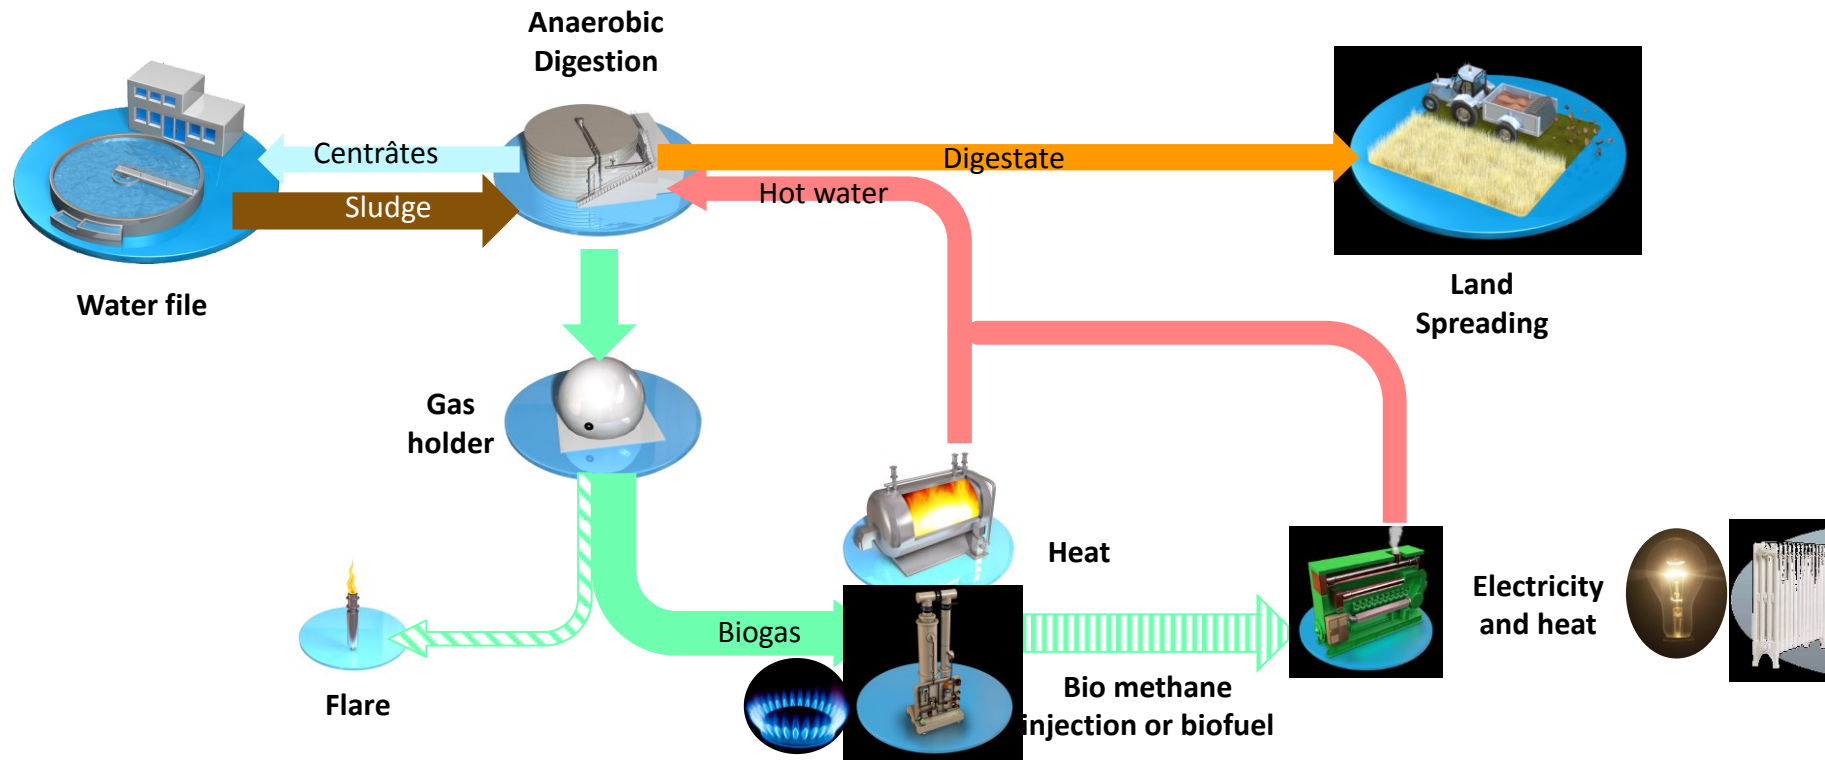 Anaerobic
Digestion
Centrâtes
Digestate
Hot water
Sludge
Water file
Land
Spreading
Gas
holder
Heat
Electricity
and heat
Biogas
Flare
Bio methane
injection or biofuel